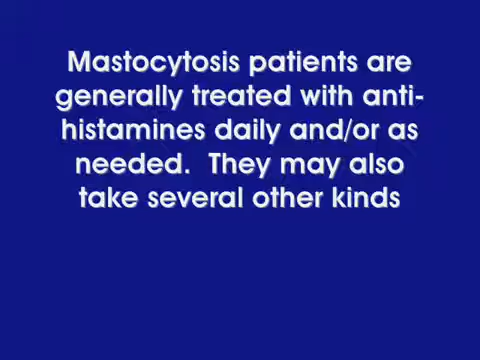 Mastocytosis patients are
generally treated with anti-
histamines daily and/or as
needed.  They may also
take several other kinds